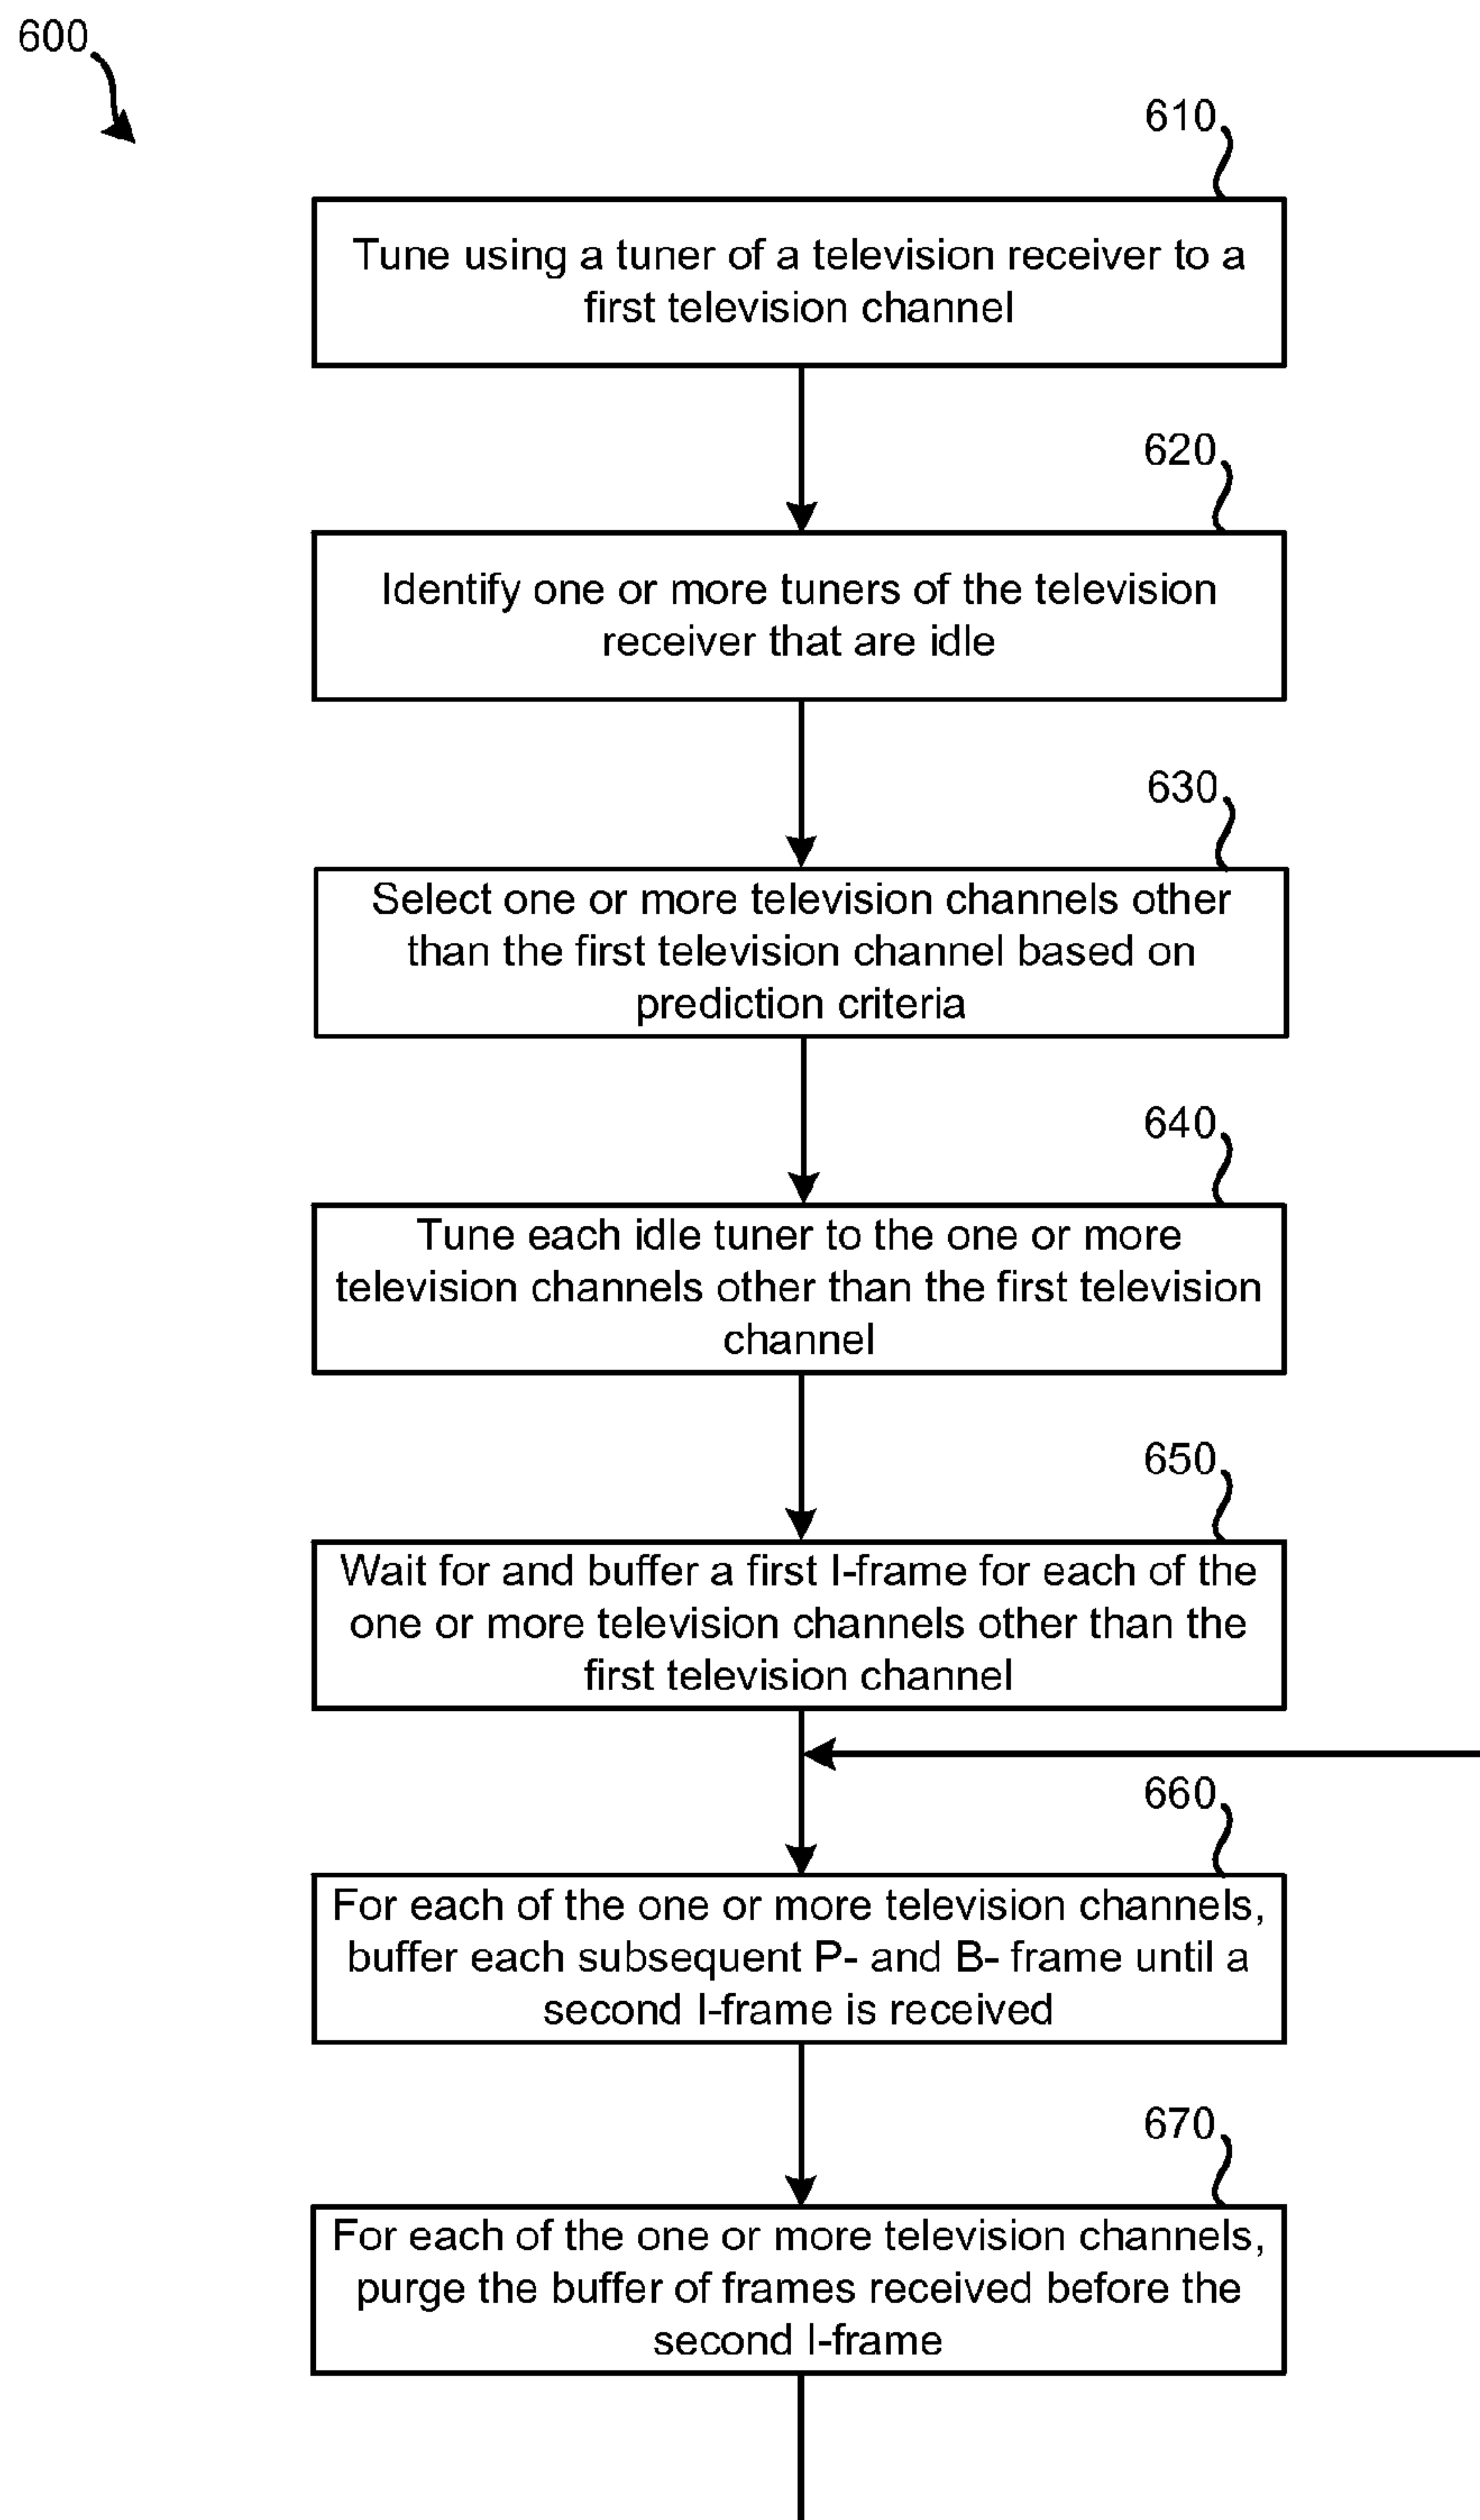 600
610
Tune using a tuner of a television receiver to a
first television channel
620
Identify one or more tuners of the television
receiver that are idle
630
Select one or more television channels other
than the first television channel based on
prediction criteria
640
Tune each idle tuner to the one or more
television channels other than the first television
channel
650
Wait for and buffer a first I-frame for each of the
one or more television channels other than the
first television channel
660
For each of the one or more television channels,
buffer each subsequent P- and B- frame until a
second I-frame is received
670
For each of the one or more television channels,
purge the buffer of frames received before the
second I-frame